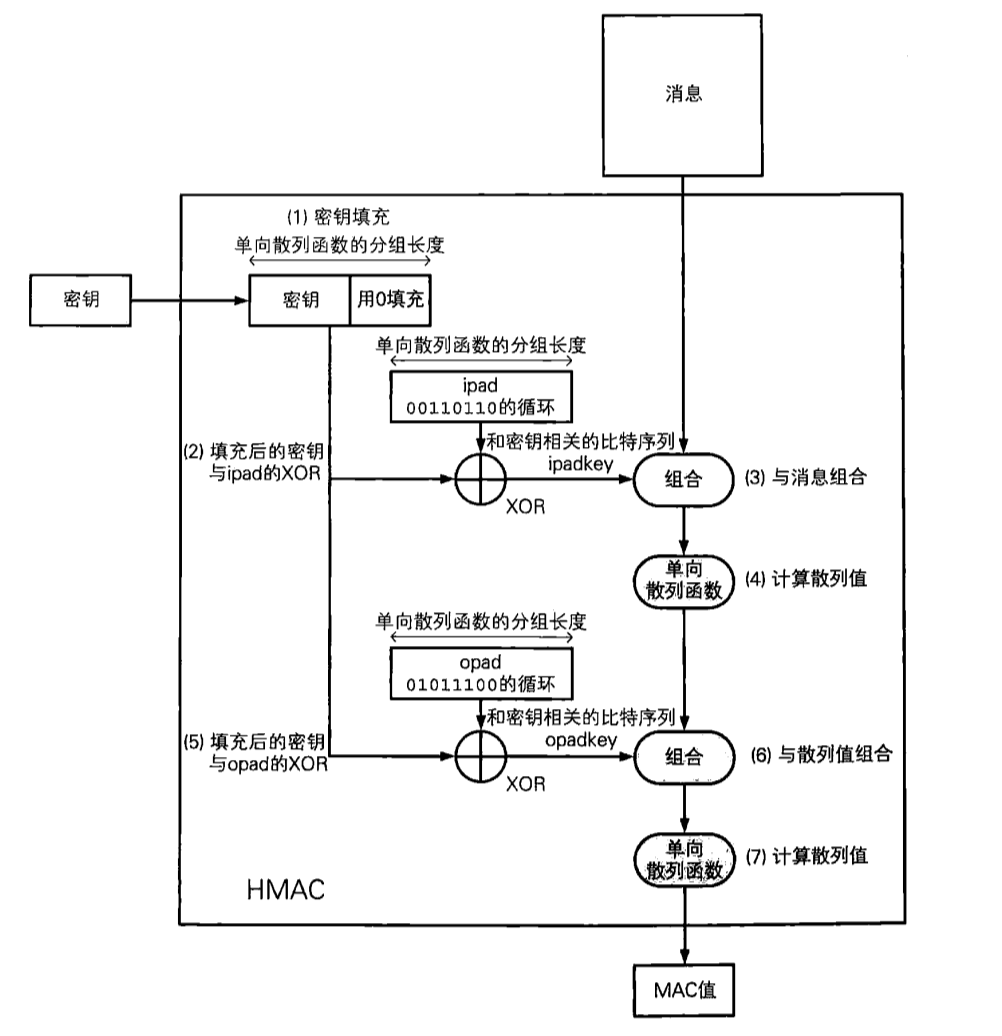 消息
(1) 密钥填充
单向散列函数的分组长度
密钥
密钥
用0填充
单向散列函数的分组长度
ipad
00110110的循环
(2) 填充后的密钥
与ipad的XOR
和密钥相关的比特序列
ipadkey
XOR
组合
(3) 与消息组合
单向
散列函数
(4) 计算散列值
单向散列函数的分组长度
opad
01011100的循环
(5) 填充后的密钥
与opad的XOR
和密钥相关的比特序列
opadkey
XOR
组合
(6) 与散列值组合
单向
散列函数
(7) 计算散列值
HMAC
MAC值